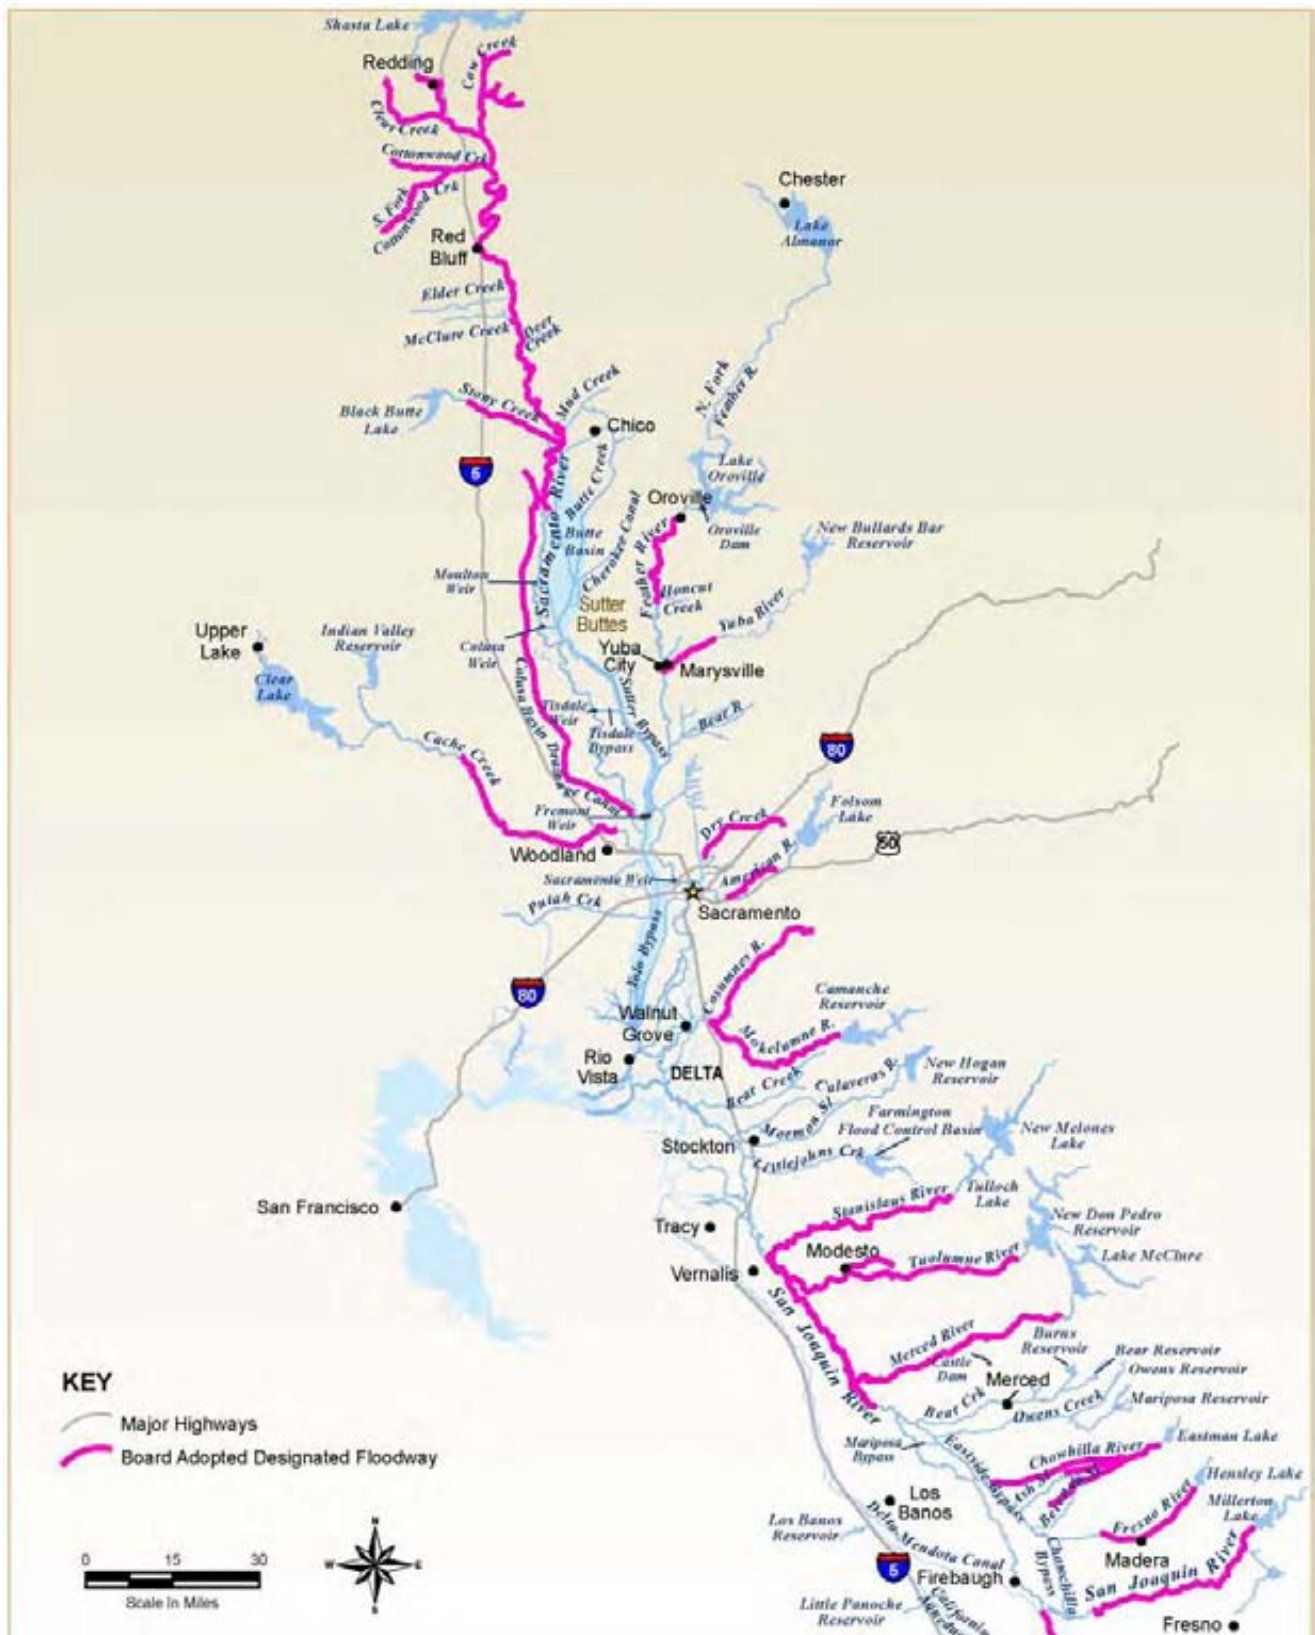 Shasta Lake
Redding
Cow Creek
Clear Creek
Cottonwood Crk
S. Fork
Cottonwood Crk
Chester
Lake
Almanor
Red
Bluff
Elder Creek
McClure Creek
Deer
Creek
N. Fork
Feather R.
Mud Creek
Stony Creek
Black Butte
Lake
Chico
5
Sacramento River
Butte Creek
Butte
Basin
Cherokee Canal
Lake
Oroville
Oroville
Oroville
Dam
New Bullards Bar
Reservoir
Feather River
Honcut
Creek
Yuba River
Moulton
Weir
Sutter
Buttes
Upper
Lake
Indian Valley
Reservoir
Clear
Lake
Colusa
Weir
Yuba
City
Marysville
Colusa Basin Drainage Canal
Sutter Bypass
Tisdale
Weir
Tisdale
Bypass
Bear R.
80
Cache Creek
Fremont
Weir
Dry Creek
Folsom
Lake
50
Woodland
Sacramento Weir
American R.
Putah Crk
Sacramento
Yolo Bypass
80
Cosumnes R.
Camanche
Reservoir
Walnut
Grove
Mokelumne R.
Rio
Vista
DELTA
Bear Creek
Calaveras R.
New Hogan
Reservoir
Mormon Sl
Farmington
Flood Control Basin
New Melones
Lake
Stockton
Littlejohns Crk
Tulloch
Lake
San Francisco
Stanislaus River
New Don Pedro
Reservoir
Tracy
Modesto
Tuolumne River
Lake McClure
Vernalis
San Joaquin River
Merced River
Burns
Reservoir
Bear Reservoir
Castle
Dam
Owens Reservoir
Merced
Mariposa Reservoir
Bear Crk
Owens Creek
KEY
Major Highways
Board Adopted Designated Floodway
Mariposa
Bypass
Eastside Bypass
Chowhilla River
Eastman Lake
Ash Sl
Hensley Lake
Los
Banos
Fresno River
Millerton
Lake
Los Banos
Reservoir
Delta-Mendota Canal
Madera
Chowchilla
Bypass
San Joaquin River
5
Firebaugh
Little Panoche
Reservoir
California
Fresno
0 15 30
Scale In Miles
N
W E
S